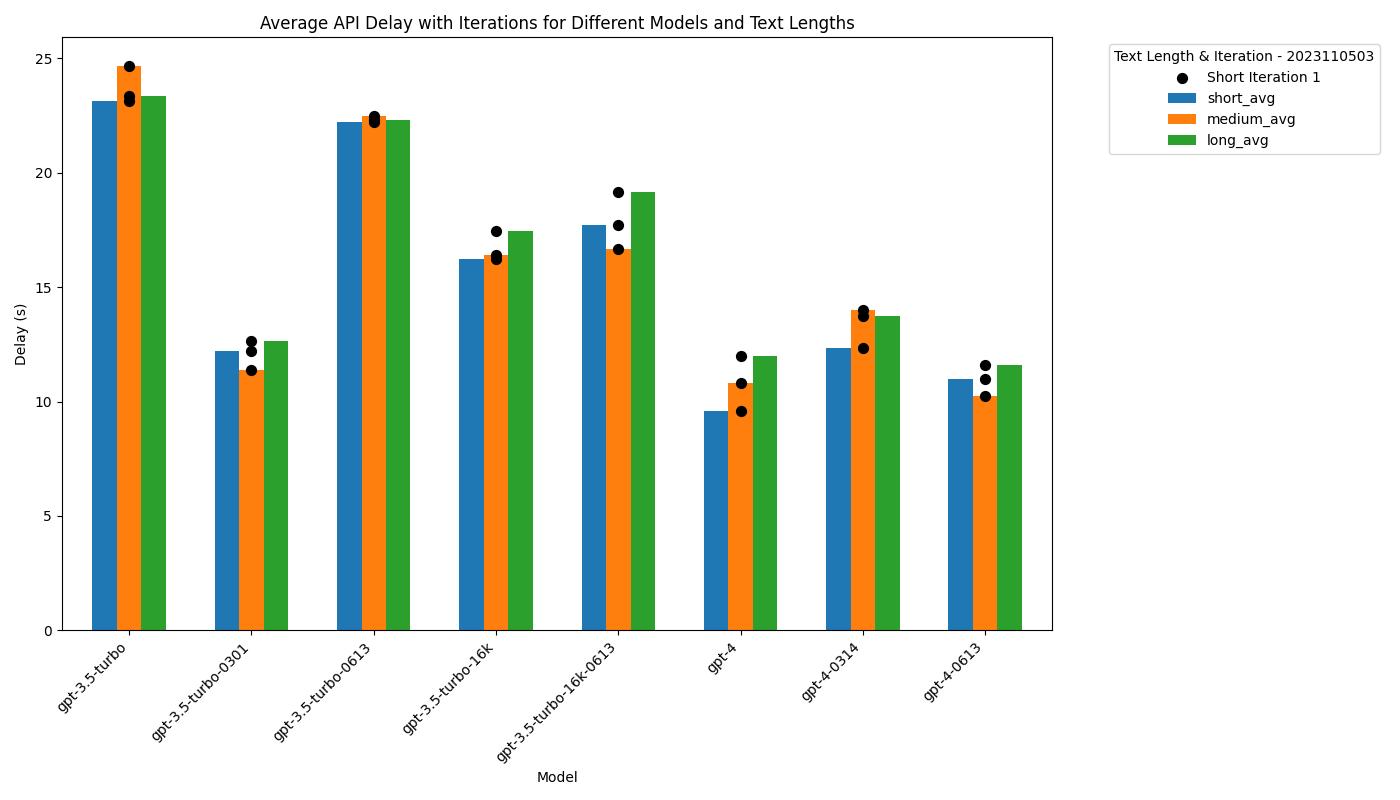 Average API Delay with Iterations for Different Models and Text Lengths
Text Length & Iteration - 2023110503
Short Iteration 1
short_avg
medium_avg
long_avg
Delay (s)
25
20
15
10
5
0
gpt-3.5-turbo
gpt-3.5-turbo-0301
gpt-3.5-turbo-0613
gpt-3.5-turbo-16k
gpt-3.5-turbo-16k-0613
gpt-4
gpt-4-0314
gpt-4-0613
Model